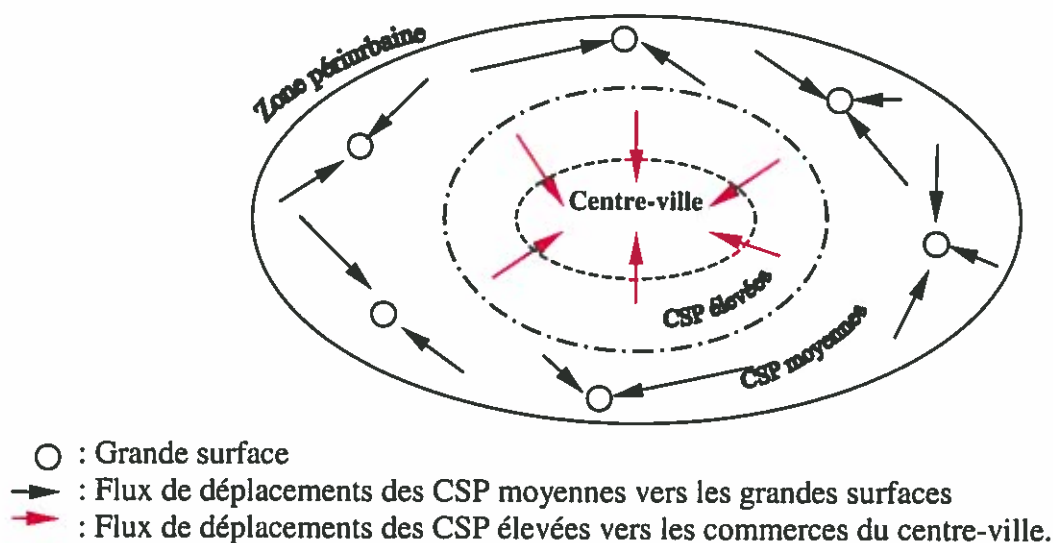 Zone périurbaine
Centre-ville
CSP élevées
CSP moyennes
: Grande surface
: Flux de déplacements des CSP moyennes vers les grandes surfaces
: Flux de déplacements des CSP élevées vers les commerces du centre-ville.